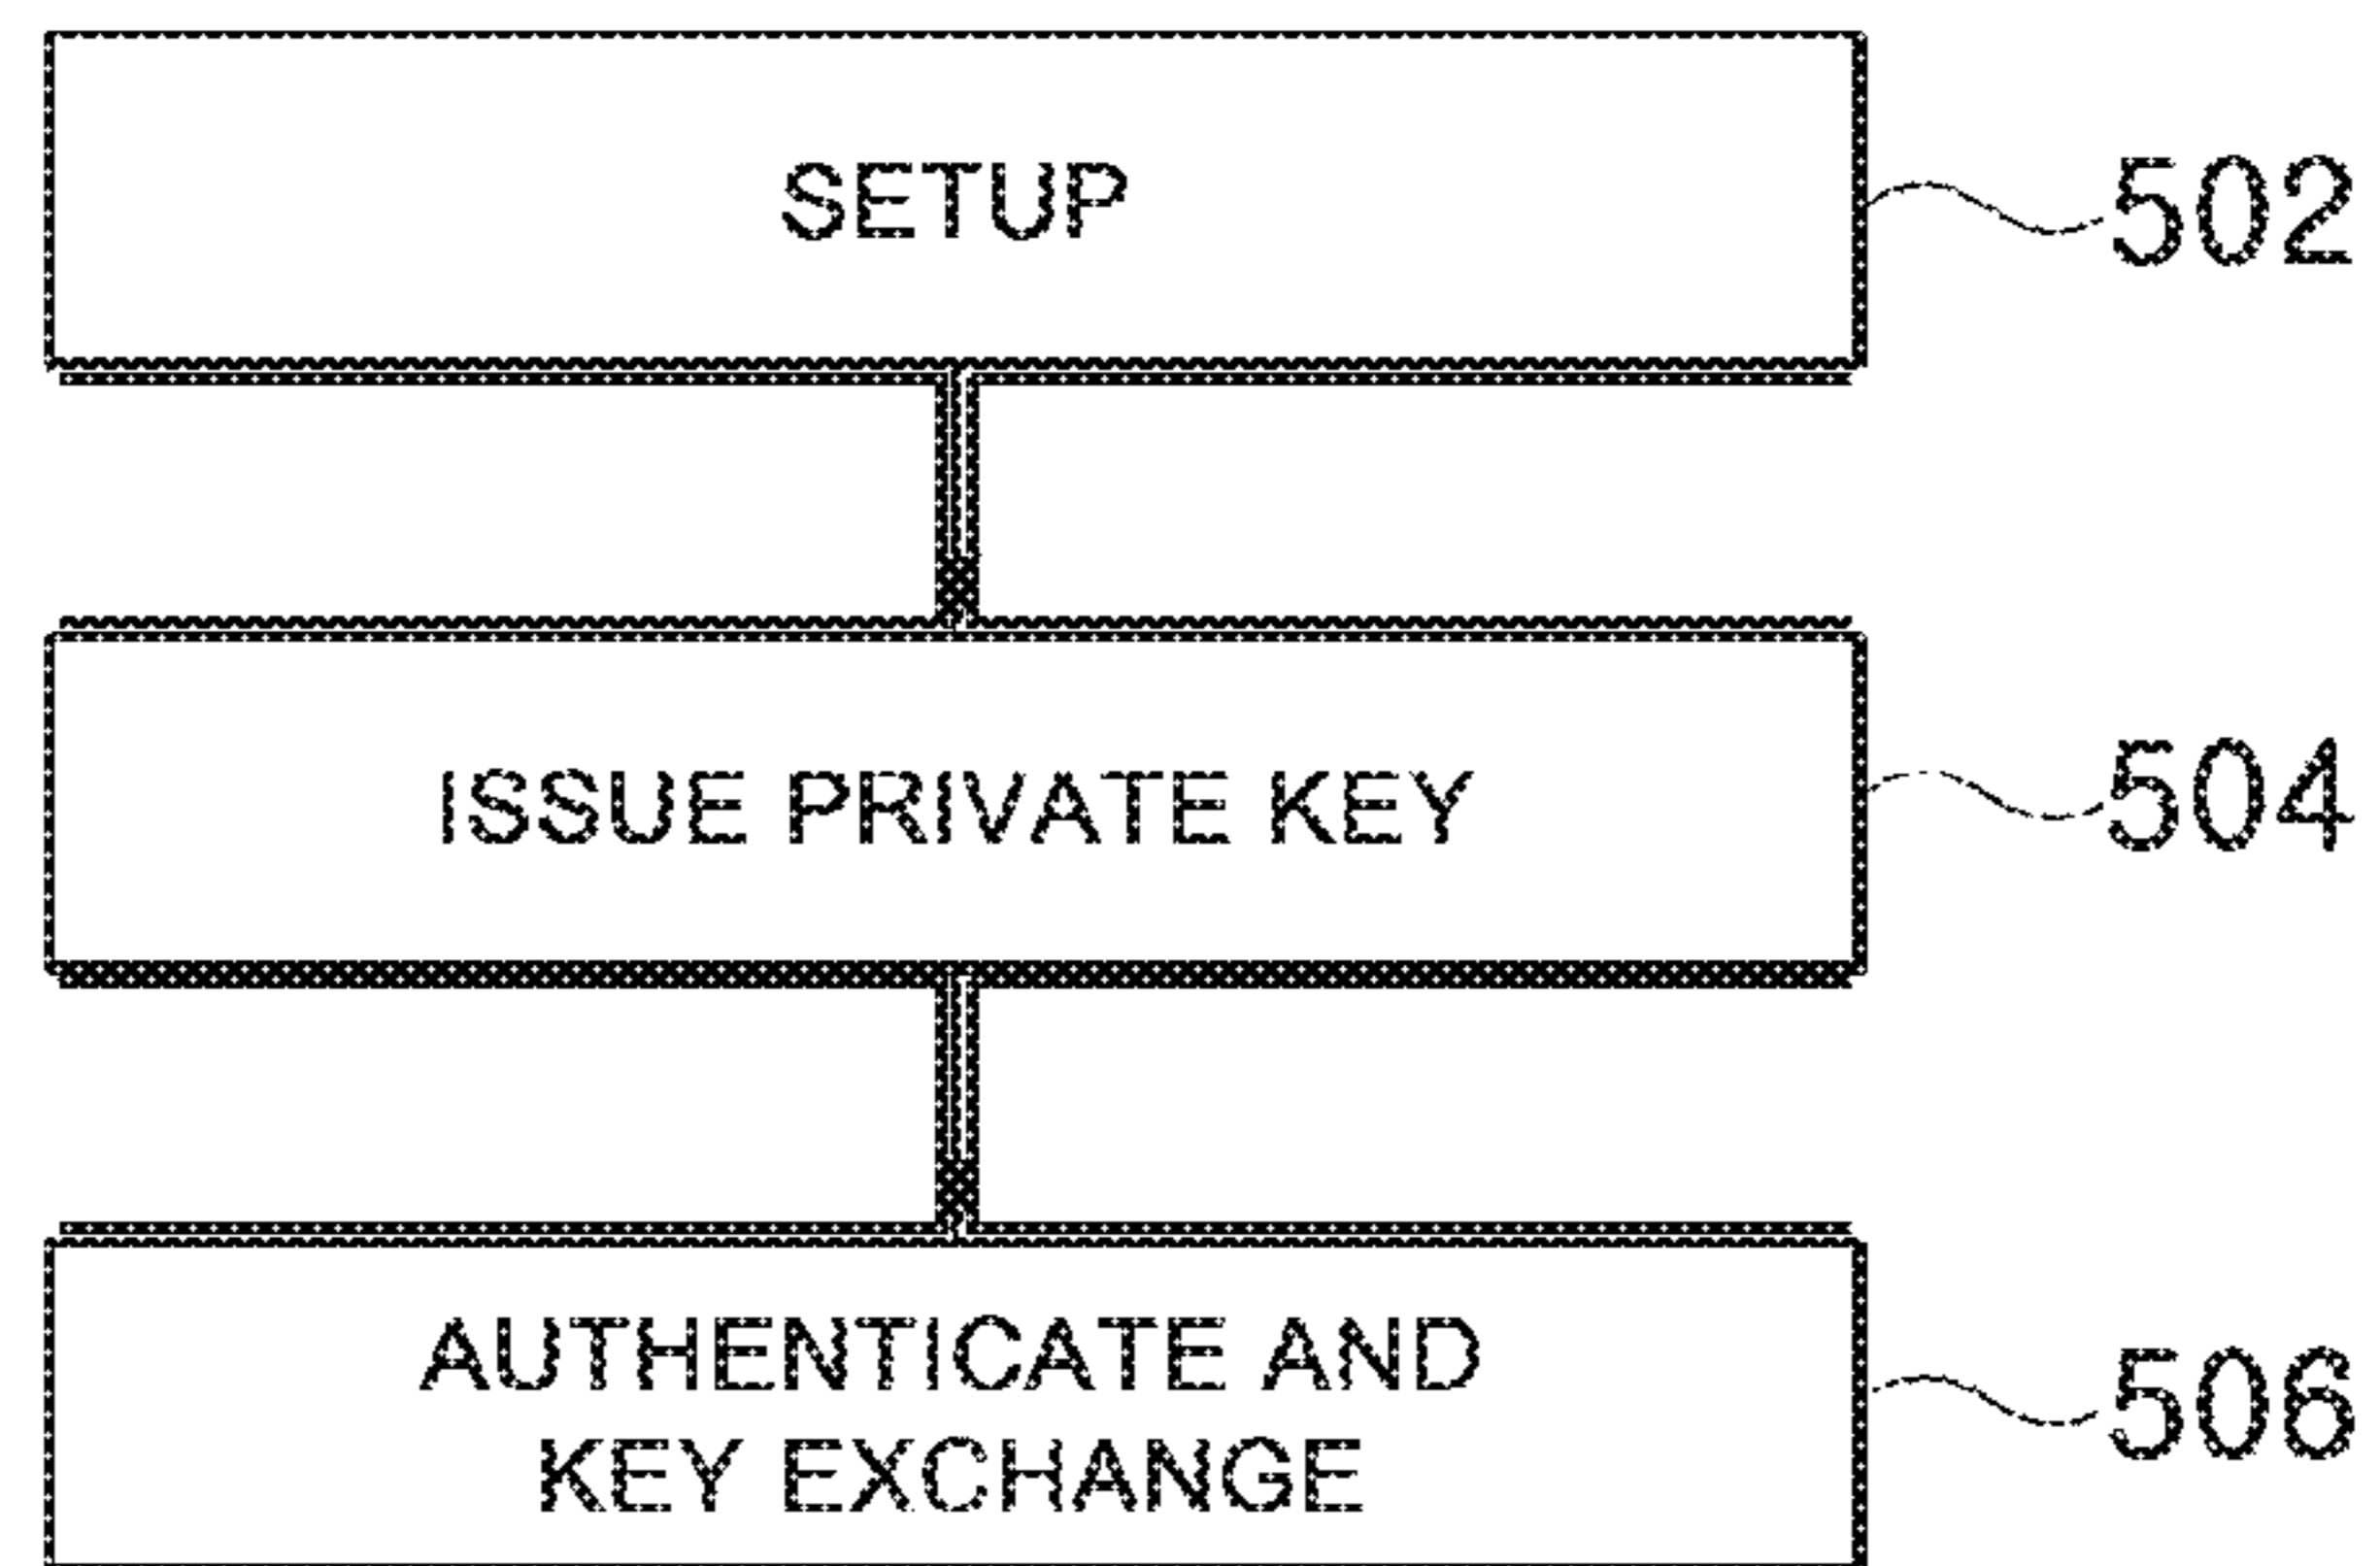 SETUP
502
ISSUE PRIVATE KEY
504
AUTHENTICATE AND
KEY EXCHANGE
506